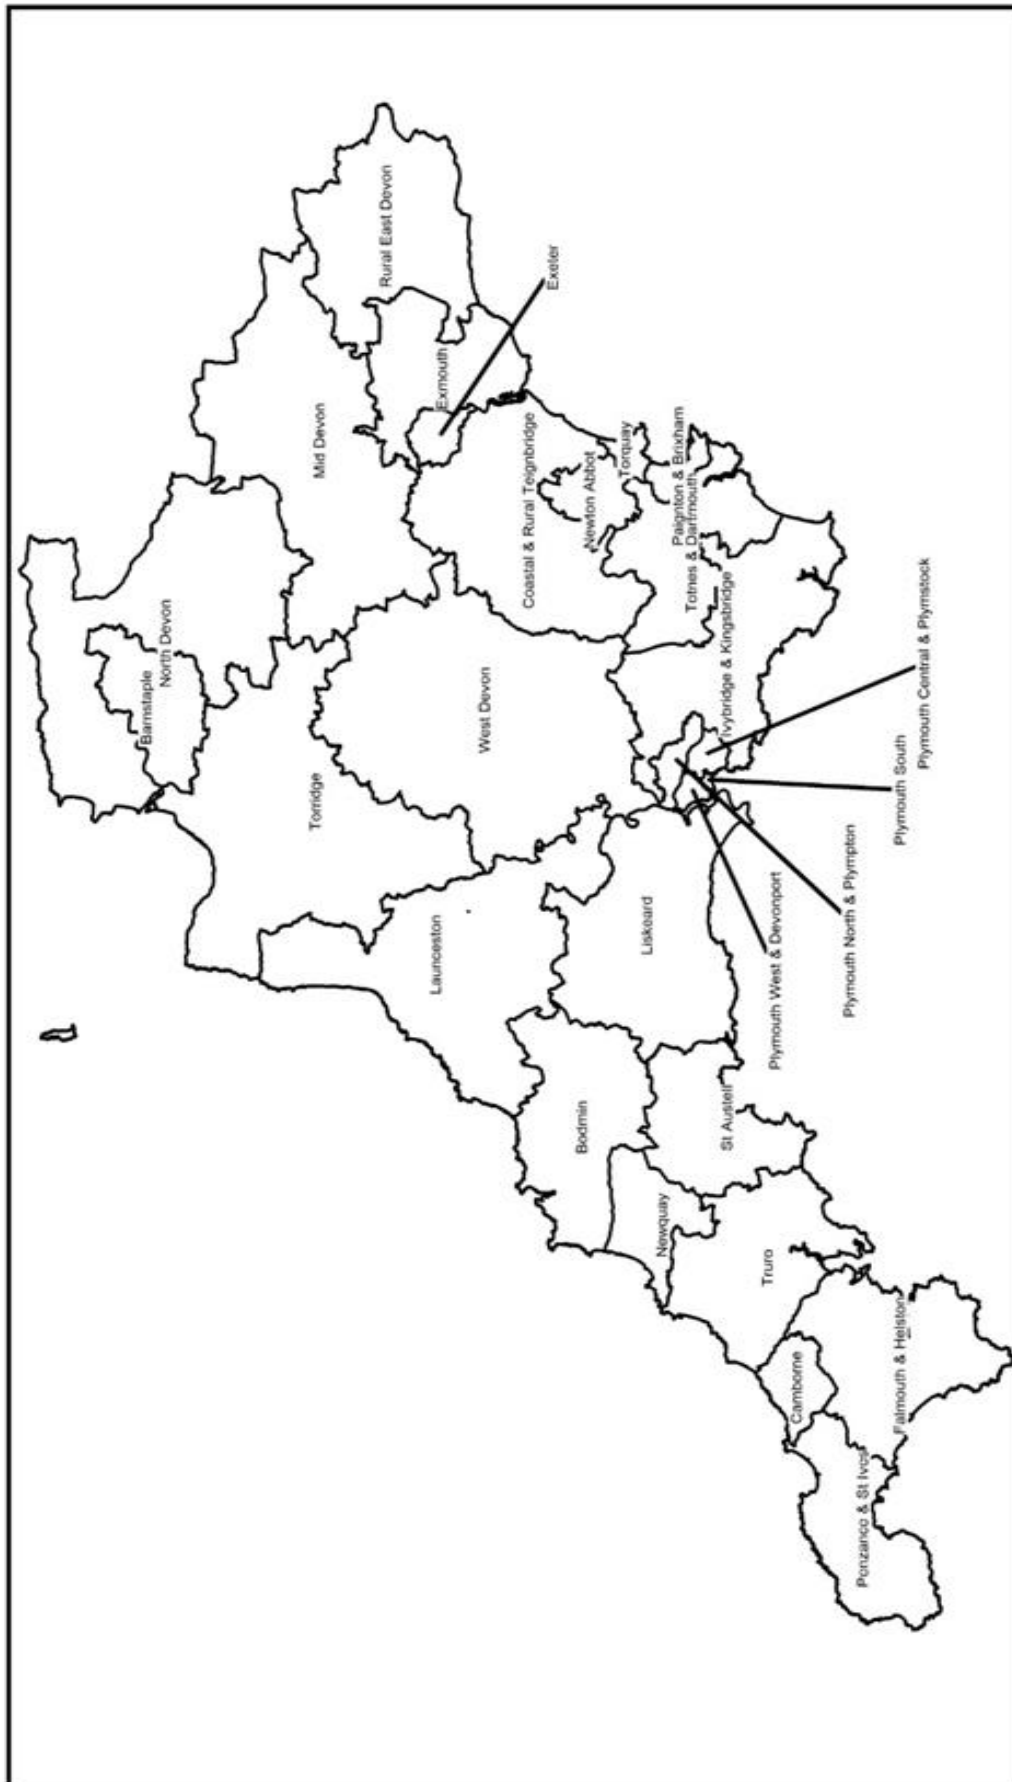 Barnstaple
North Devon
Torridge
Mid Devon
Rural East Devon
Exmouth
Exeter
West Devon
Launceston
Coastal & Rural Teignbridge
Newton Abbot
Torquay
Paignton & Brixham
Totnes & Dartmouth
Ivybridge & Kingsbridge
Liskeard
Bodmin
Newquay
St Austell
Truro
Camborne
Falmouth & Helston
Penzance & St Ives
Plymouth West & Devonport
Plymouth North & Plympton
Plymouth South
Plymouth Central & Plymstock